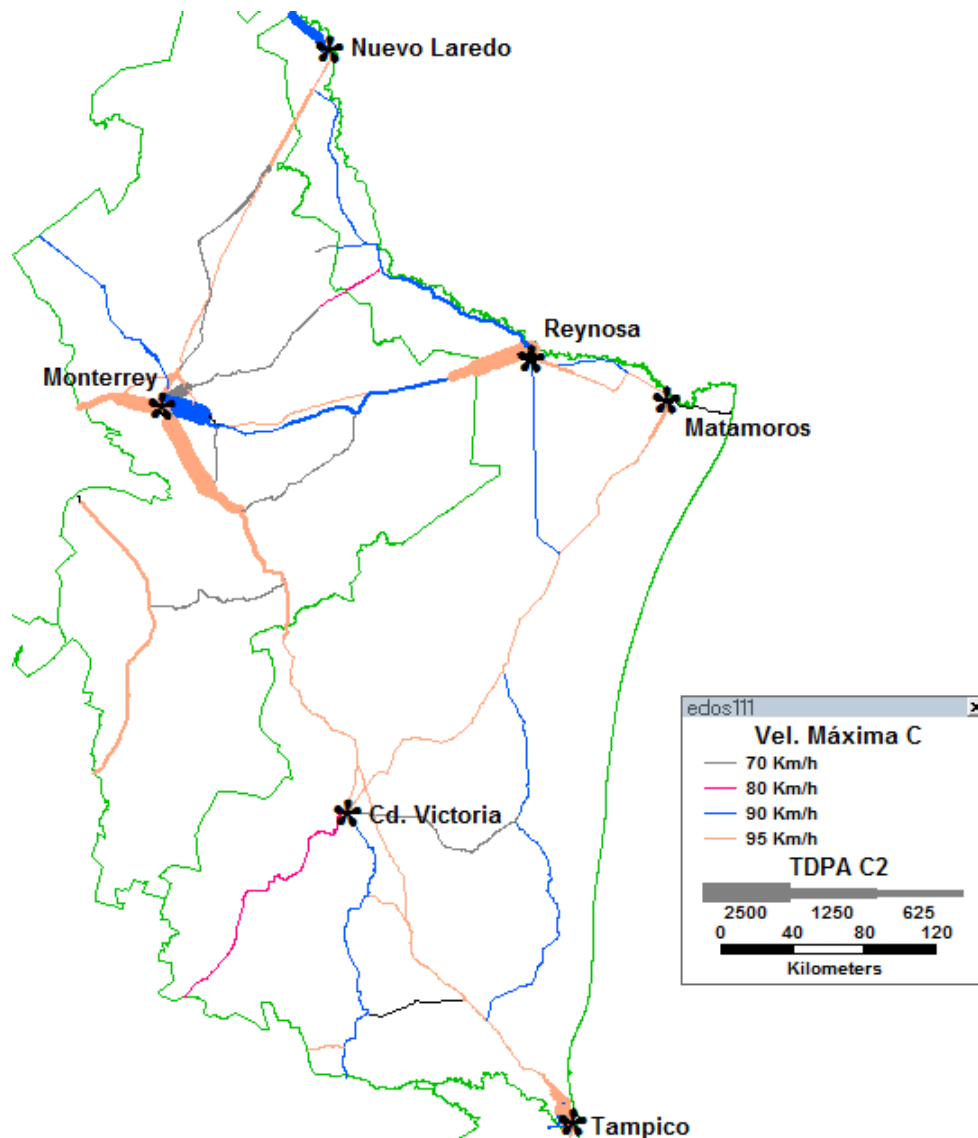 Nuevo Laredo
Reynosa
Monterrey
Matamoros
Cd. Victoria
Tampico
edos111
Vel. Máxima C
70 Km/h
80 Km/h
90 Km/h
95 Km/h
TDPA C2
2500 1250 625
0 40 80 120
Kilometers